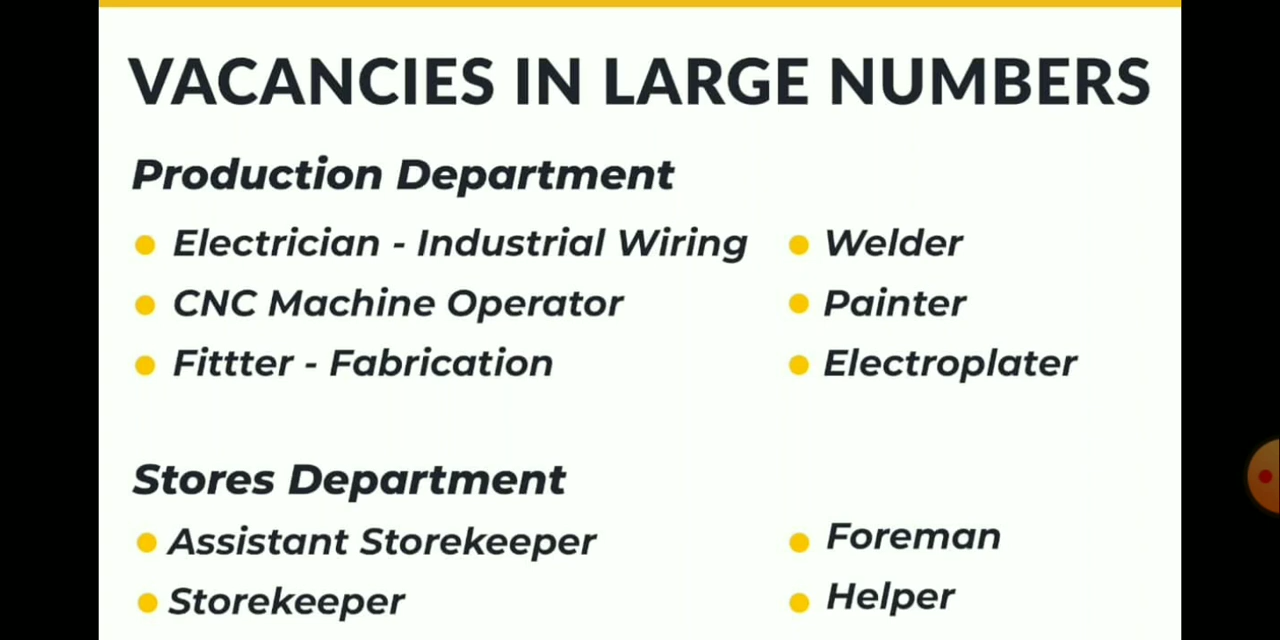 VACANCIES IN LARGE NUMBERS
Production Department
Electrician - Industrial Wiring
CNC Machine Operator
Fittter - Fabrication
Welder
Painter
Electroplater
Stores Department
Assistant Storekeeper
Storekeeper
Foreman
Helper